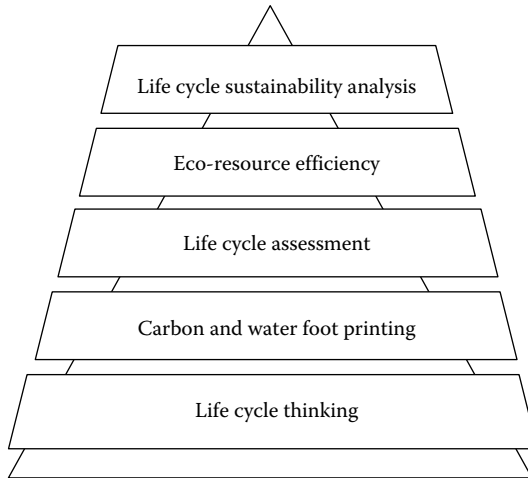 Life cycle sustainability analysis
Eco-resource efficiency
Life cycle assessment
Carbon and water foot printing
Life cycle thinking